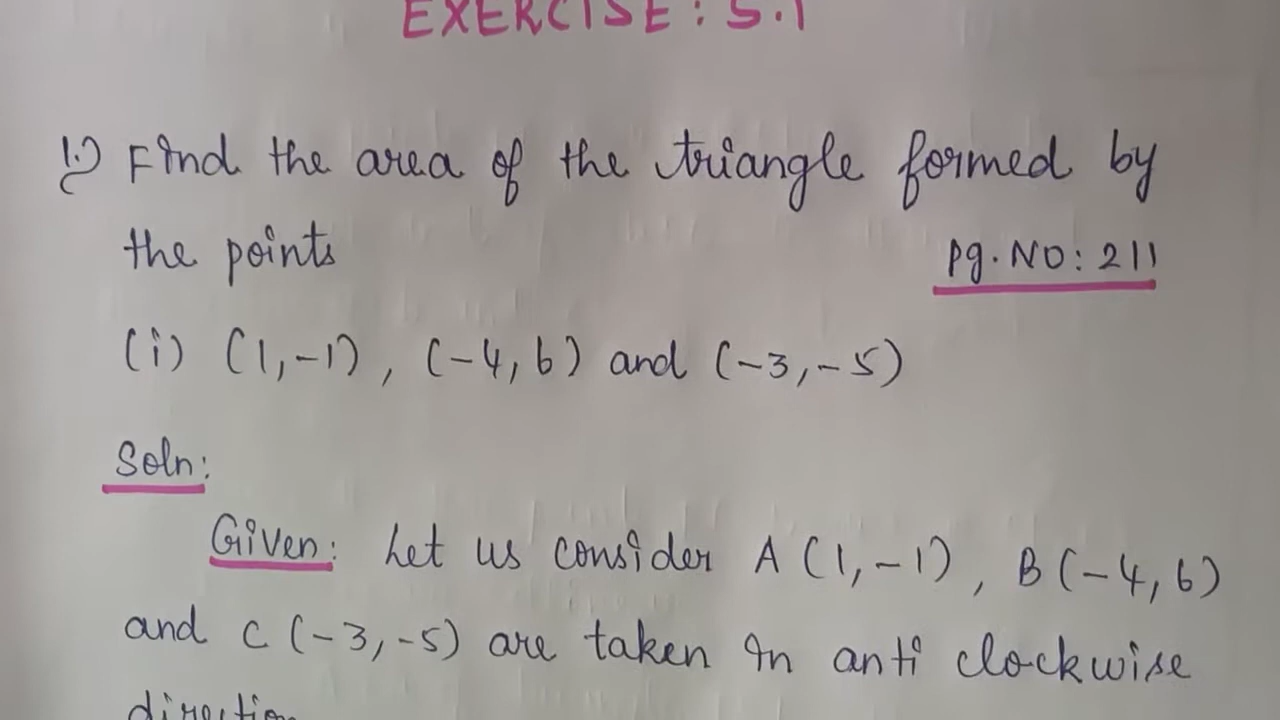 EXERCISE: 5.1
1.) Find the area of the triangle formed by
the points
Pg. NO: 211
(i) (1,-1), (-4,6) and (-3,-5)
Soln:
Given: Let us consider A (1,-1), B(-4,6)
and C (-3,-5) are taken in anti clockwise
direction